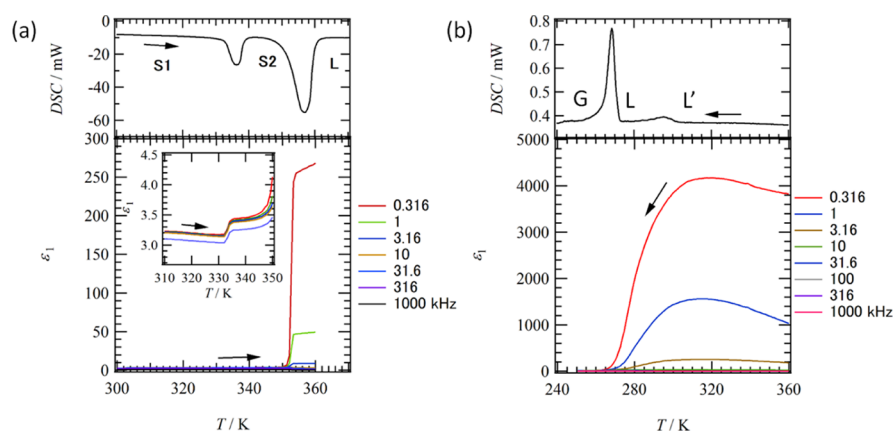 (a)
DSC / mW
0
-20
-40
-60
S1
S2
L
ε1
300
250
200
150
100
50
0
ε1
4.5
4.0
3.5
3.0
310
320
330
340
350
T / K
300
320
340
360
T / K
0.316
1
3.16
10
31.6
316
1000 kHz
(b)
DSC / mW
0.8
0.7
0.6
0.5
0.4
G
L
L'
ε1
5000
4000
3000
2000
1000
0
240
280
320
360
T / K
0.316
1
3.16
10
31.6
100
316
1000 kHz